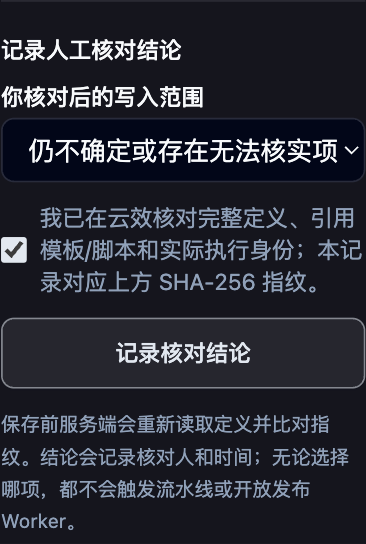 记录人工核对结论
你核对后的写入范围
仍不确定或存在无法核实项
我已在云效核对完整定义、引用
模板/脚本和实际执行身份；本记
录对应上方 SHA-256 指纹。
记录核对结论
保存前服务端会重新读取定义并比对指
纹。结论会记录核对人和时间；无论选择
哪项，都不会触发流水线或开放发布
Worker。